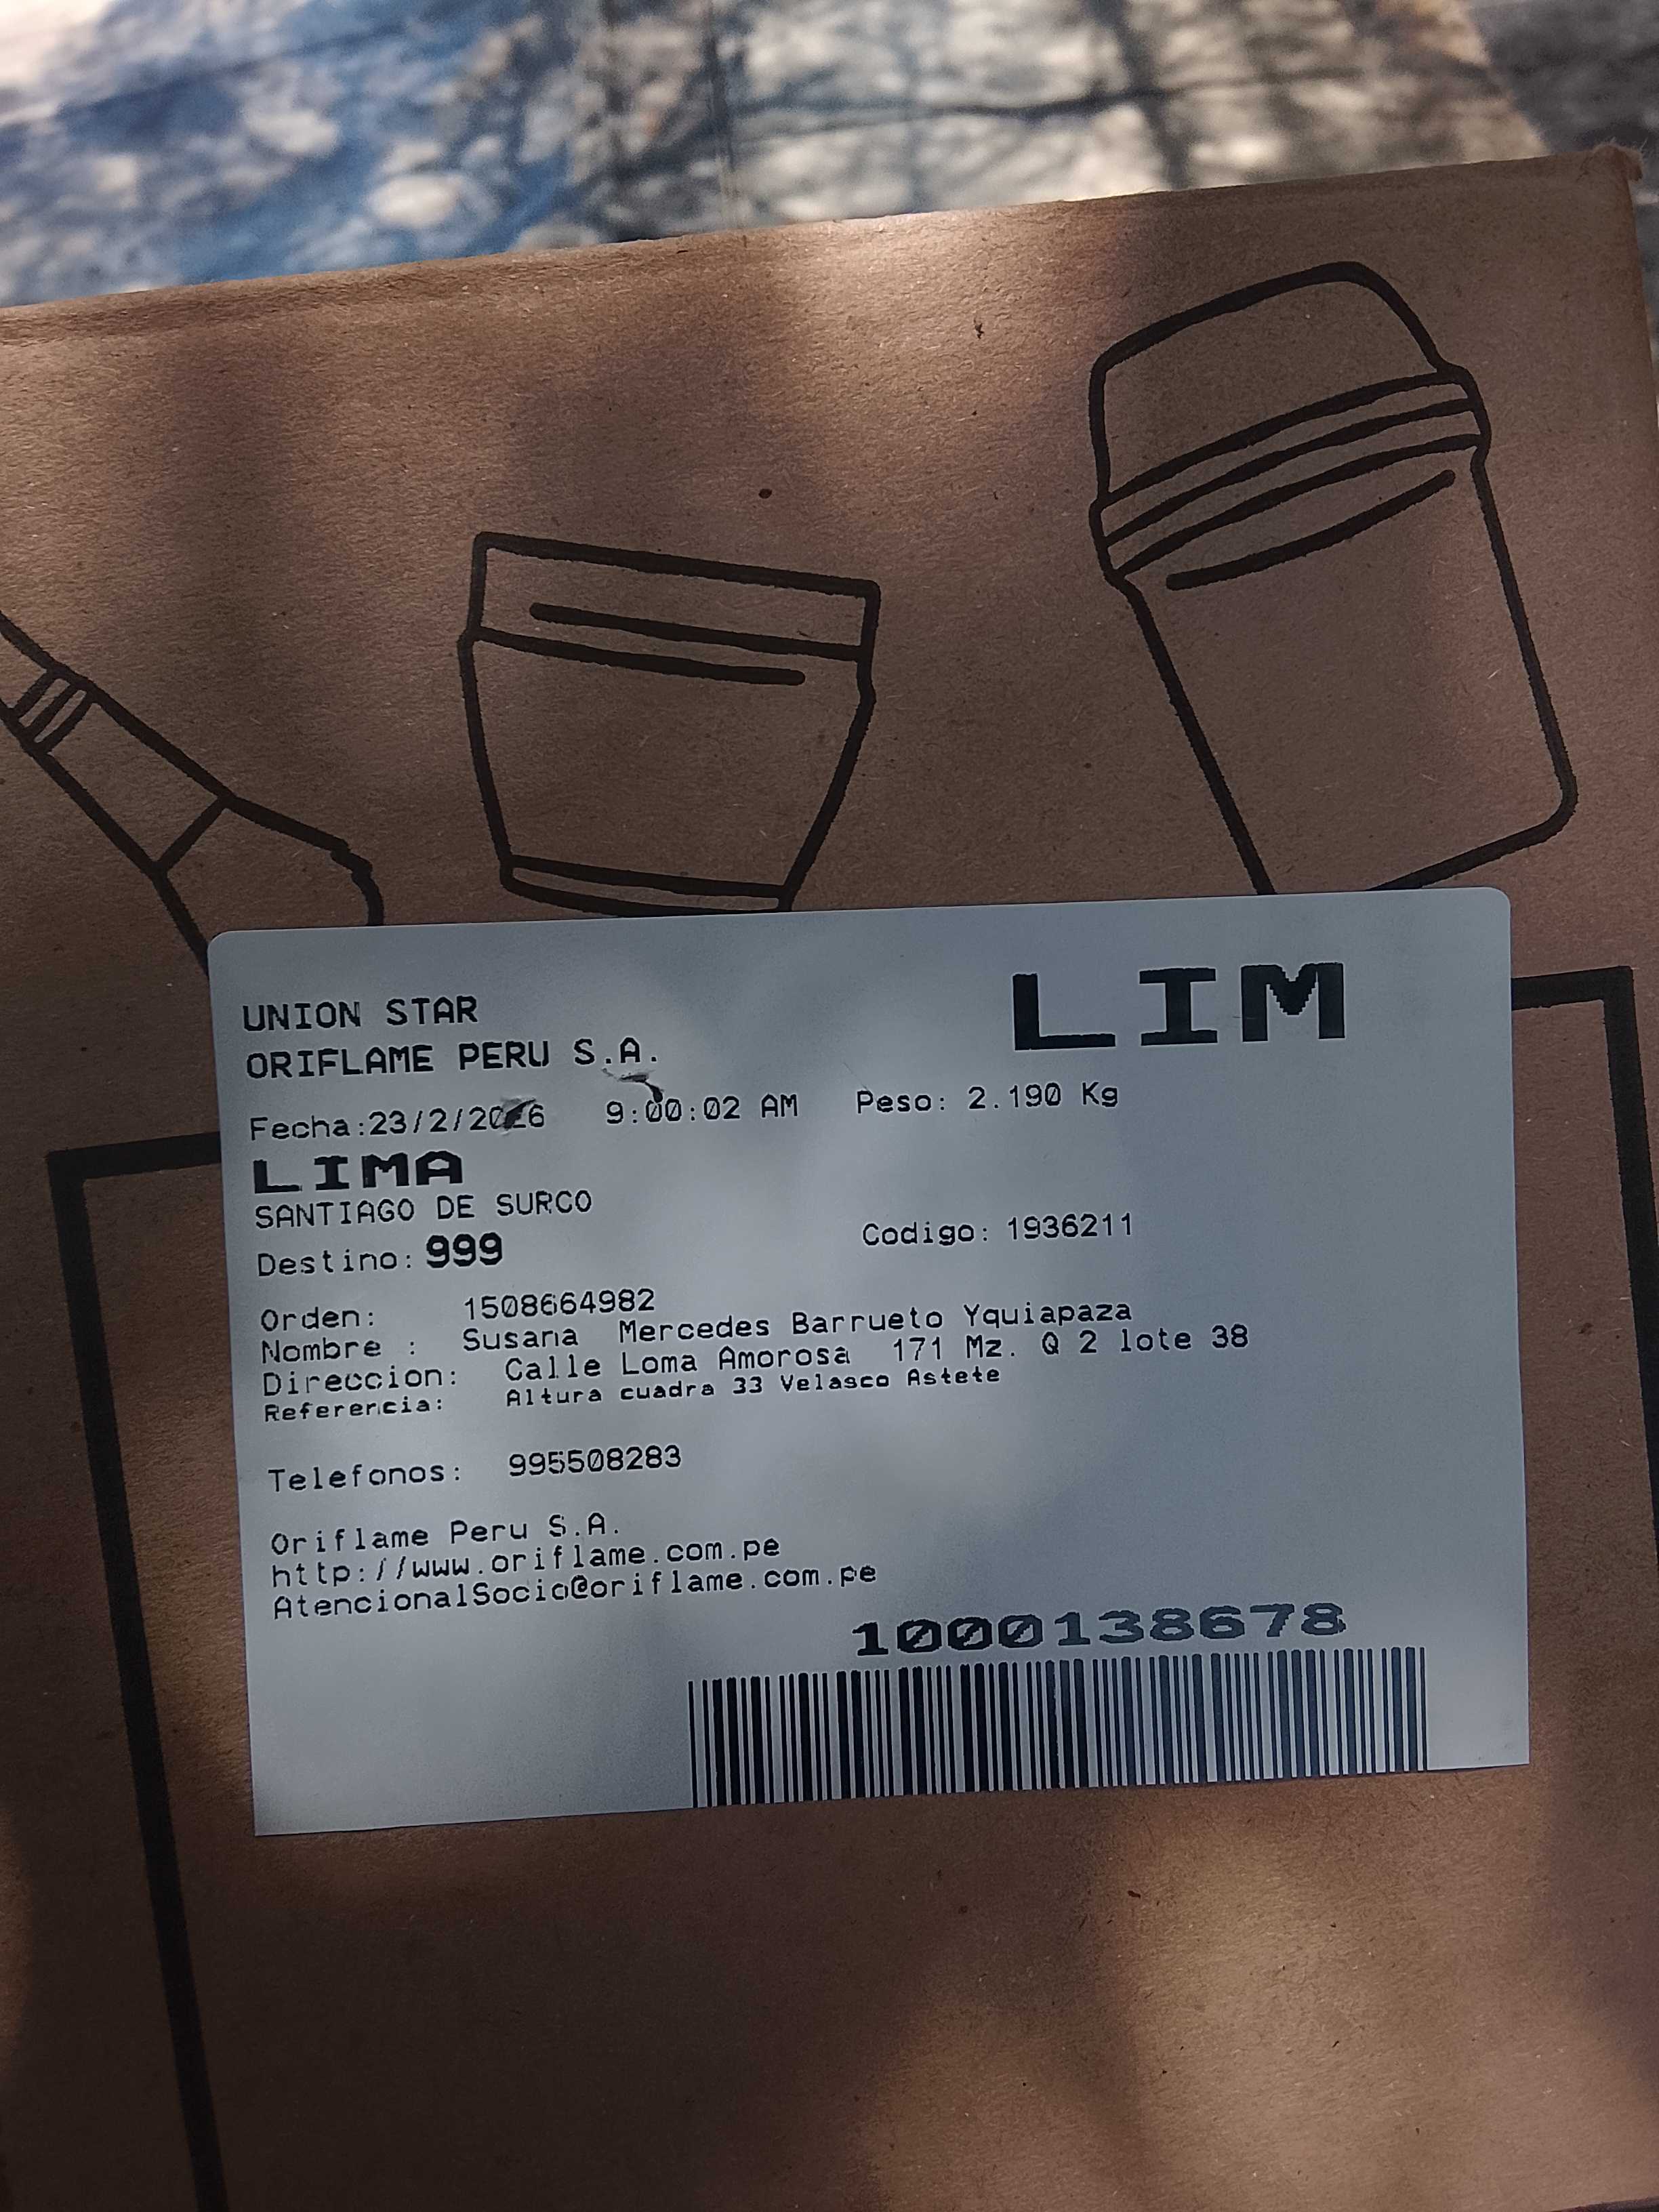 UNION STAR
LIM
ORIFLAME PERU S.A.
Fecha:23/2/2026 9:00:02 AM Peso: 2.190 Kg
LIMA
SANTIAGO DE SURCO
Destino: 999 Codigo: 1936211
Orden: 1508664982
Nombre : Susana Mercedes Barrueto Yquiapaza
Direccion: Calle Loma Amorosa 171 Mz. Q 2 lote 38
Referencia: Altura cuadra 33 Velasco Astete
Telefonos: 995508283
Oriflame Peru S.A.
http://www.oriflame.com.pe
AtencionalSocio@oriflame.com.pe
1000138678